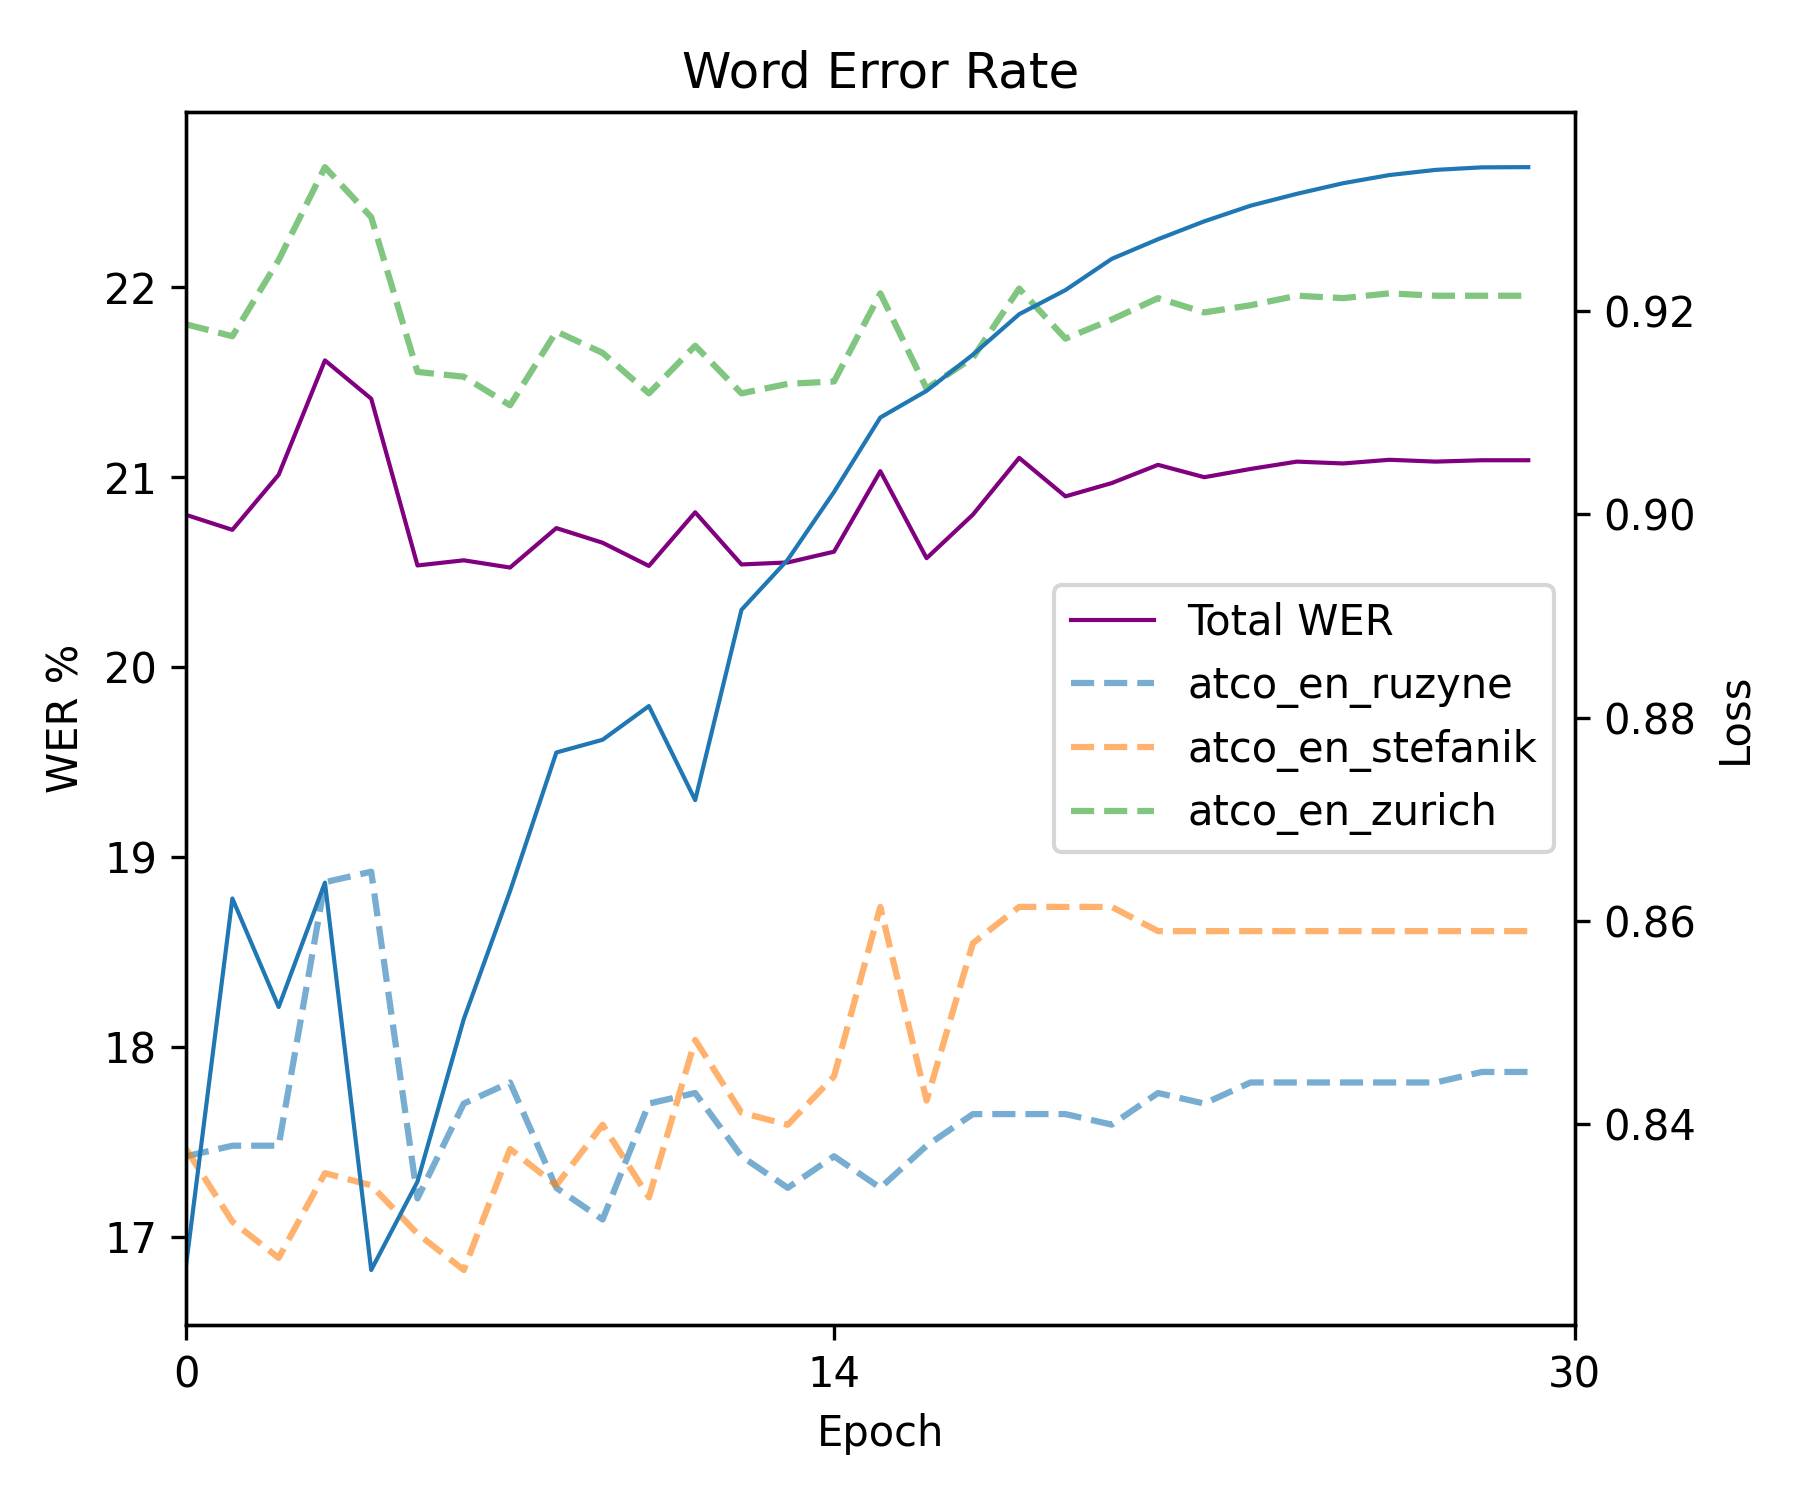 Word Error Rate
WER %
22
21
20
19
18
17
0.92
0.90
0.88
0.86
0.84
Loss
Total WER
atco_en_ruzyne
atco_en_stefanik
atco_en_zurich
0
14
30
Epoch